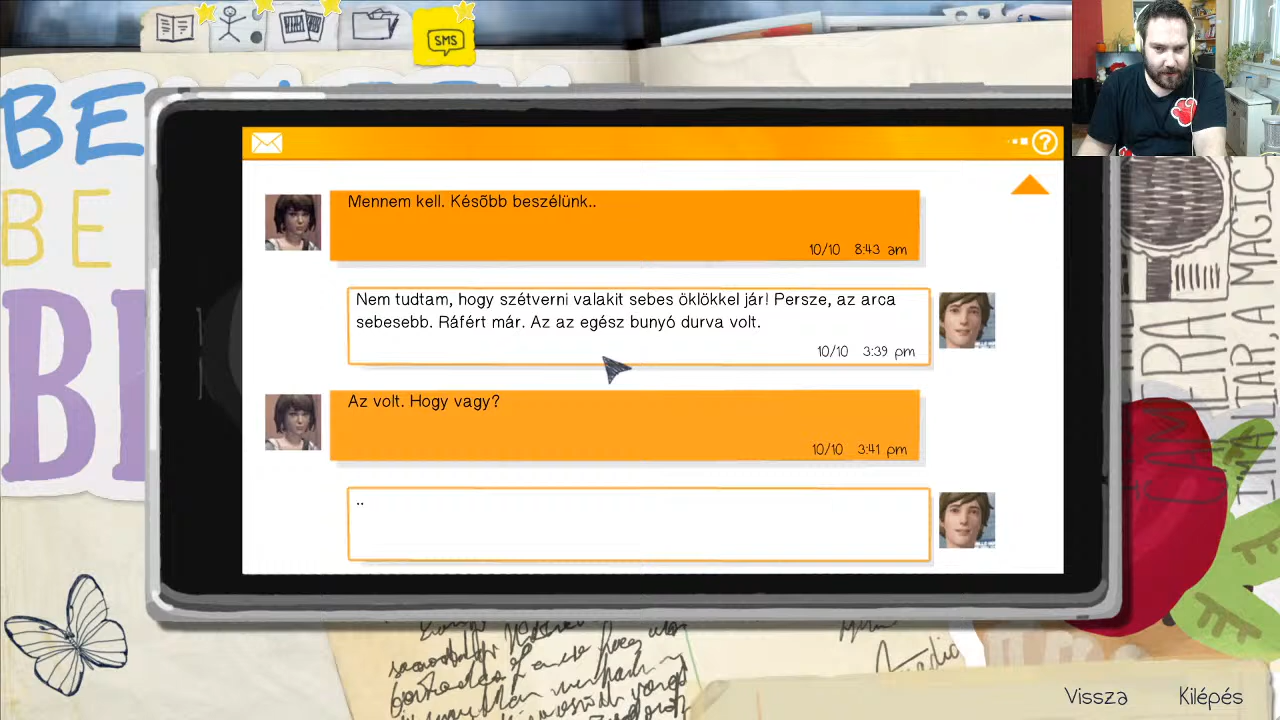 SMS
BE
BE
Mennem kell. Késõbb beszélünk..
10/10 8:43 am
Nem tudtam, hogy szétverni valakit sebes öklökkel jár! Persze, az arca
sebesebb. Ráfért már. Az az egész bunyó durva volt.
10/10 3:39 pm
Az volt. Hogy vagy?
10/10 3:41 pm
..
Vissza
Kilépés